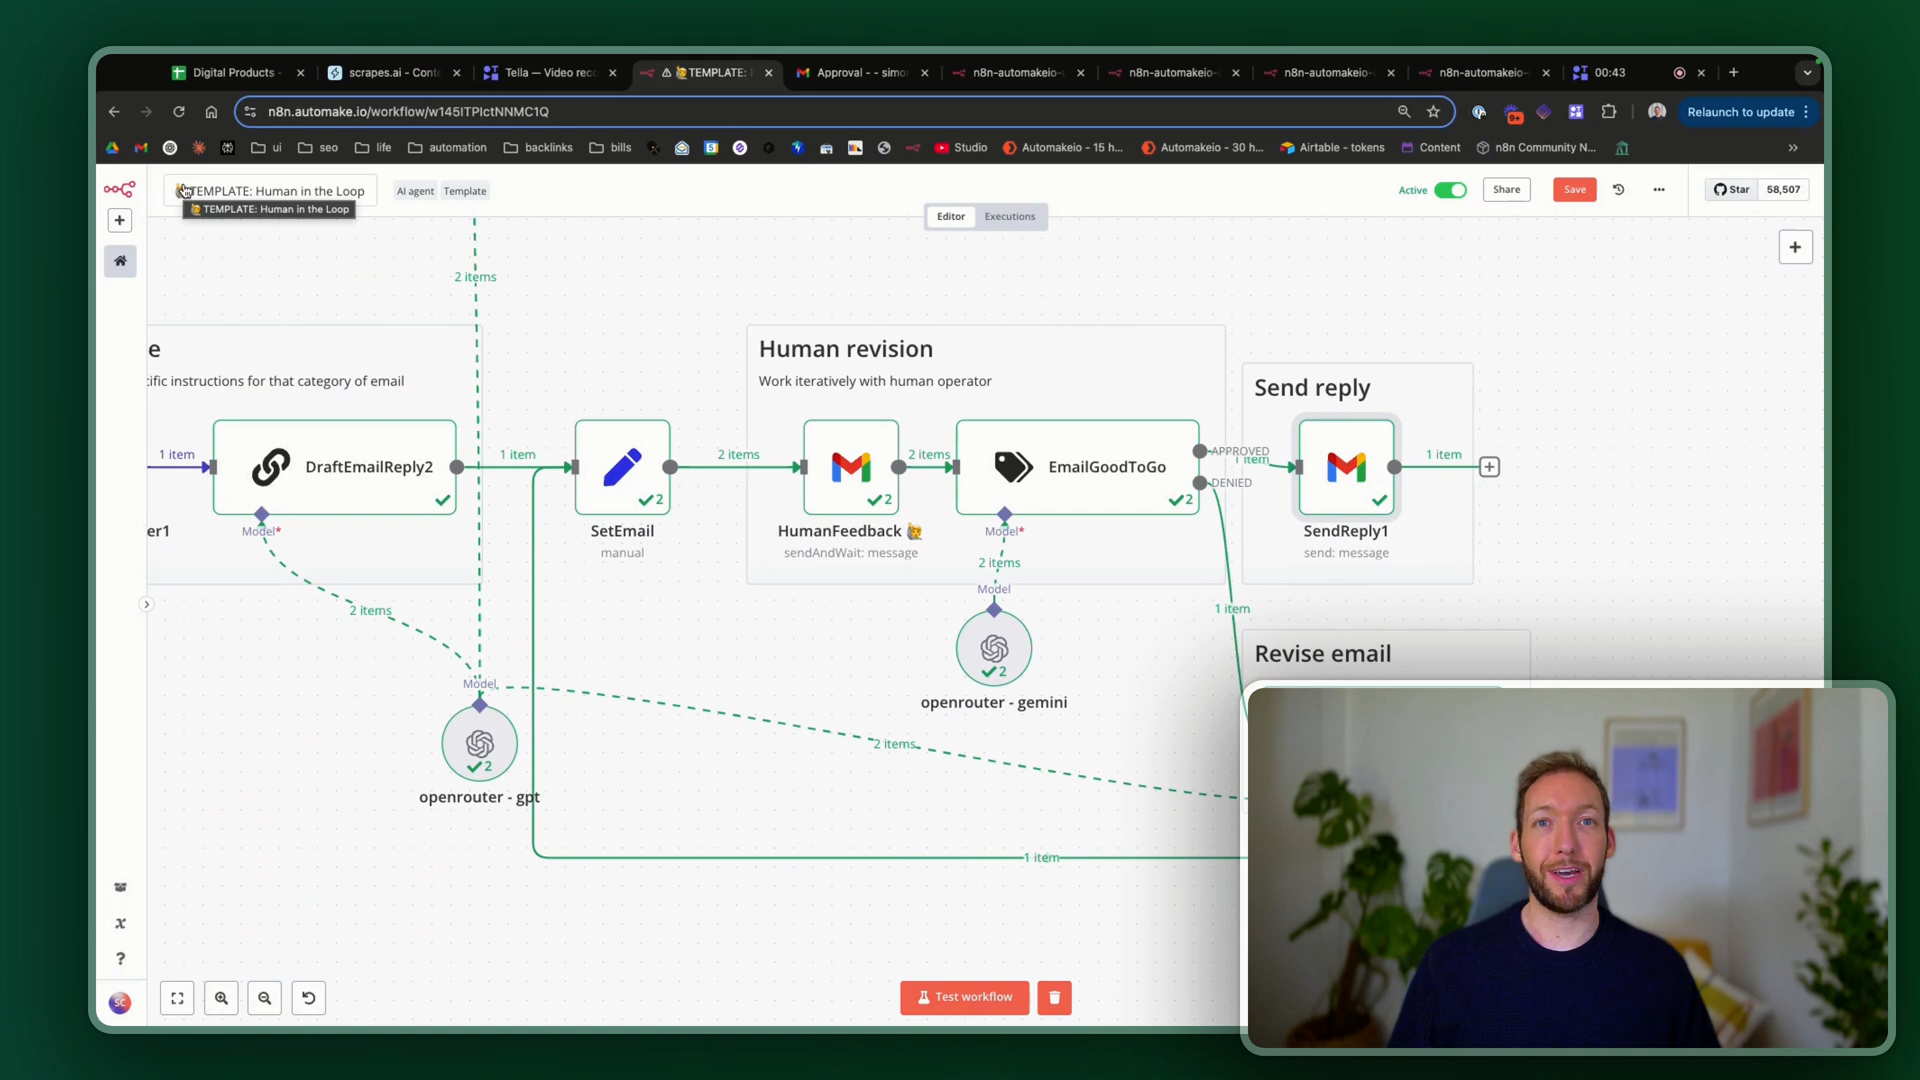 Digital Products -
scrapes.ai - Conte
Tella — Video reco
TEMPLATE:
Approval - - simo
n8n-automakeio-
n8n-automakeio-
n8n-automakeio-
n8n-automakeio-
00:43
n8n.automake.io/workflow/w145ITPIctNNMC1Q
9+
Relaunch to update
ui
seo
life
automation
backlinks
bills
Studio
Automakeio - 15 h...
Automakeio - 30 h...
Airtable - tokens
Content
n8n Community N...
TEMPLATE: Human in the Loop
AI agent
Template
Active
Share
Save
Star
58,507
TEMPLATE: Human in the Loop
Editor
Executions
2 items
e
cific instructions for that category of email
Human revision
Work iteratively with human operator
Send reply
1 item
DraftEmailReply2
1 item
2 items
2 items
EmailGoodToGo
APPROVED
1 item
DENIED
1 item
2
2
2
er1
Model*
SetEmail
manual
HumanFeedback
sendAndWait: message
Model*
SendReply1
send: message
2 items
Model
2 items
1 item
2
openrouter - gemini
Revise email
Model
2
openrouter - gpt
2 items
1 item
SC
Test workflow